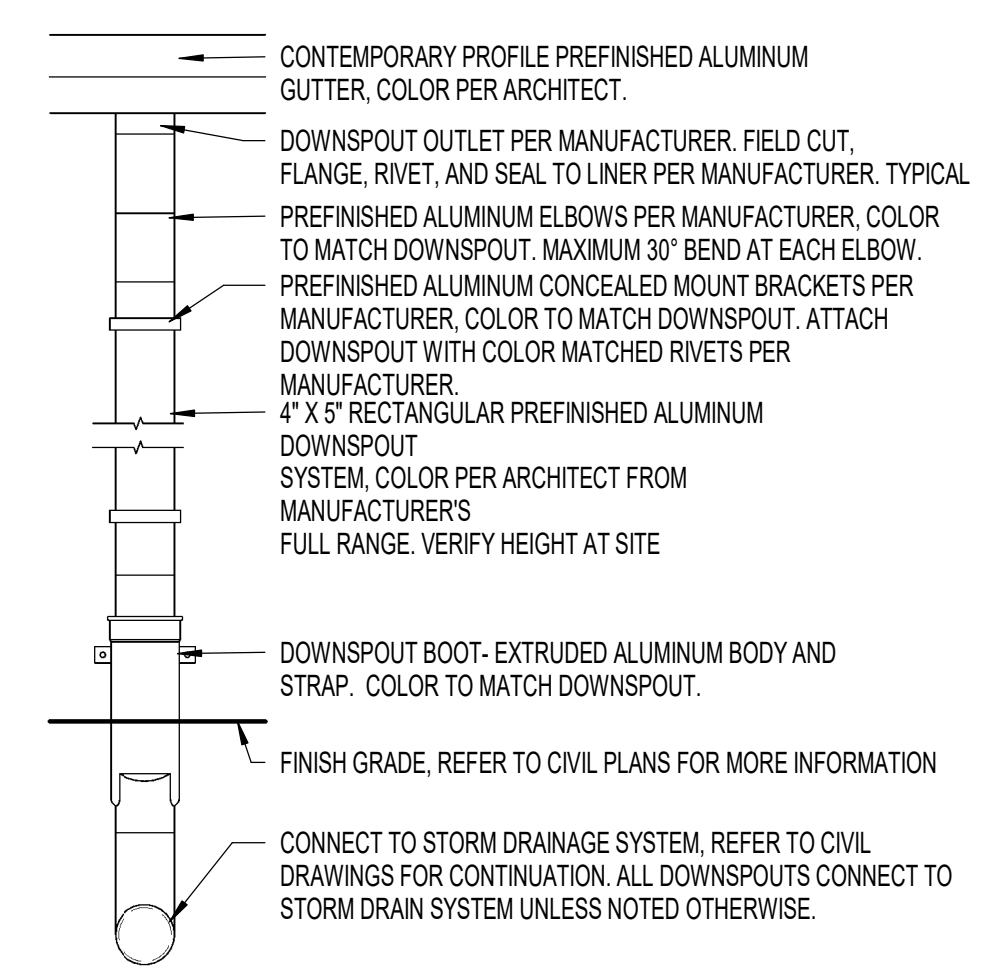 CONTEMPORARY PROFILE PREFINISHED ALUMINUM
GUTTER, COLOR PER ARCHITECT.
DOWNSPOUT OUTLET PER MANUFACTURER. FIELD CUT,
FLANGE, RIVET, AND SEAL TO LINER PER MANUFACTURER. TYPICAL
PREFINISHED ALUMINUM ELBOWS PER MANUFACTURER, COLOR
TO MATCH DOWNSPOUT. MAXIMUM 30° BEND AT EACH ELBOW.
PREFINISHED ALUMINUM CONCEALED MOUNT BRACKETS PER
MANUFACTURER, COLOR TO MATCH DOWNSPOUT. ATTACH
DOWNSPOUT WITH COLOR MATCHED RIVETS PER
MANUFACTURER.
4" X 5" RECTANGULAR PREFINISHED ALUMINUM
DOWNSPOUT
SYSTEM, COLOR PER ARCHITECT FROM
MANUFACTURER'S
FULL RANGE. VERIFY HEIGHT AT SITE
DOWNSPOUT BOOT- EXTRUDED ALUMINUM BODY AND
STRAP. COLOR TO MATCH DOWNSPOUT.
FINISH GRADE, REFER TO CIVIL PLANS FOR MORE INFORMATION
CONNECT TO STORM DRAINAGE SYSTEM, REFER TO CIVIL
DRAWINGS FOR CONTINUATION. ALL DOWNSPOUTS CONNECT TO
STORM DRAIN SYSTEM UNLESS NOTED OTHERWISE.